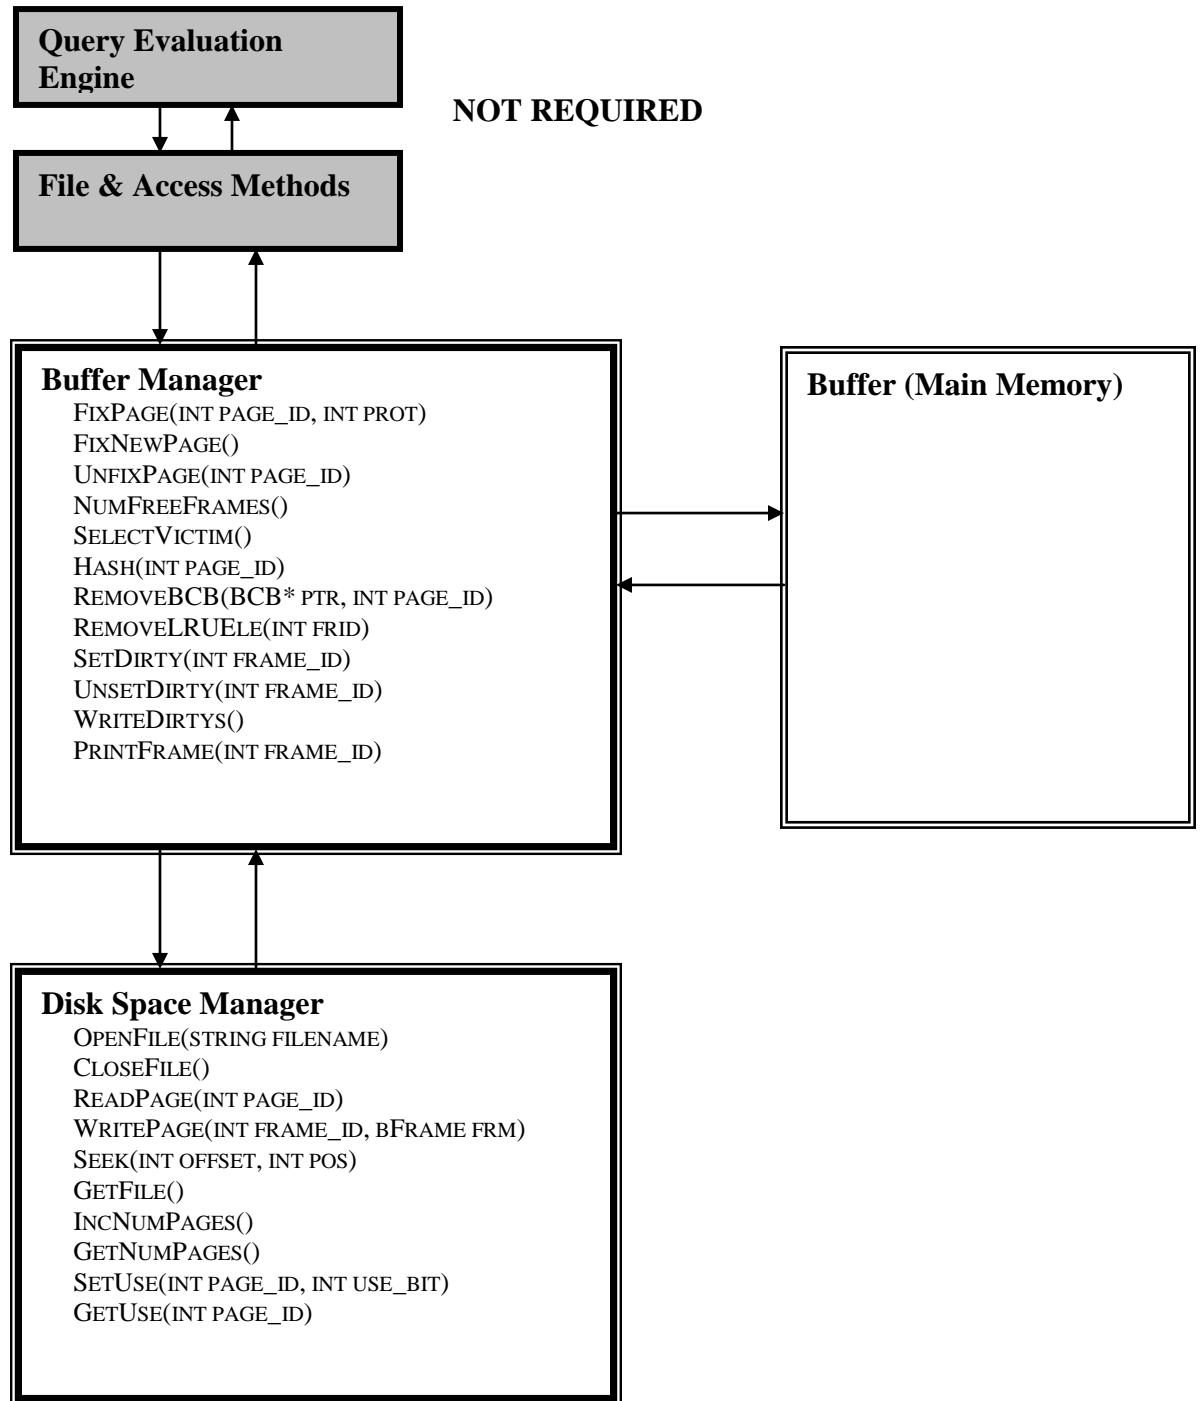 Query Evaluation
Engine
NOT REQUIRED
File & Access Methods
Buffer Manager
FIXPAGE(INT PAGE_ID, INT PROT)
FIXNEWPAGE()
UNFIXPAGE(INT PAGE_ID)
NUMFREEFRAMES()
SELECTVICTIM()
HASH(INT PAGE_ID)
REMOVEBCB(BCB* PTR, INT PAGE_ID)
REMOVELRUELE(INT FRID)
SETDIRTY(INT FRAME_ID)
UNSETDIRTY(INT FRAME_ID)
WRITEDIRTYS()
PRINTFRAME(INT FRAME_ID)
Buffer (Main Memory)
Disk Space Manager
OPENFILE(STRING FILENAME)
CLOSEFILE()
READPAGE(INT PAGE_ID)
WRITEPAGE(INT FRAME_ID, BFRAME FRM)
SEEK(INT OFFSET, INT POS)
GETFILE()
INCNUMPAGES()
GETNUMPAGES()
SETUSE(INT PAGE_ID, INT USE_BIT)
GETUSE(INT PAGE_ID)